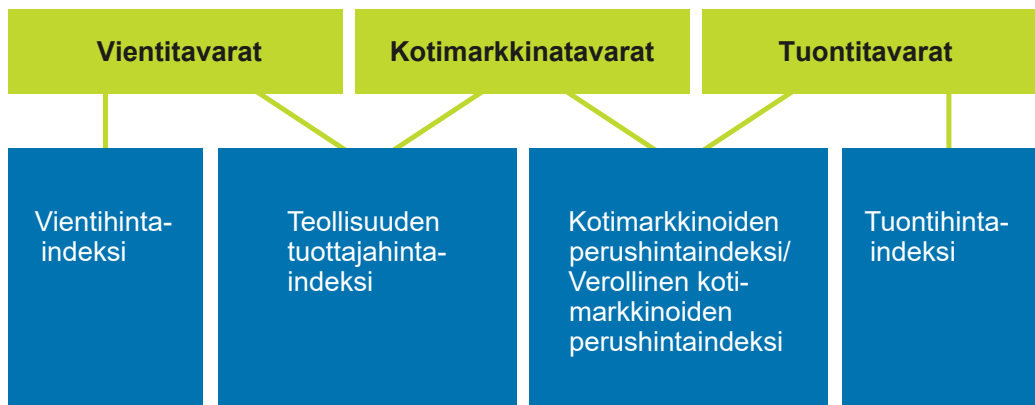 Vientitavarat
Kotimarkkinatavarat
Tuontitavarat
Vientihinta-
indeksi
Teollisuuden
tuottajahinta-
indeksi
Kotimarkkinoiden
perushintaindeksi/
Verollinen koti-
markkinoiden
perushintaindeksi
Tuontihinta-
indeksi